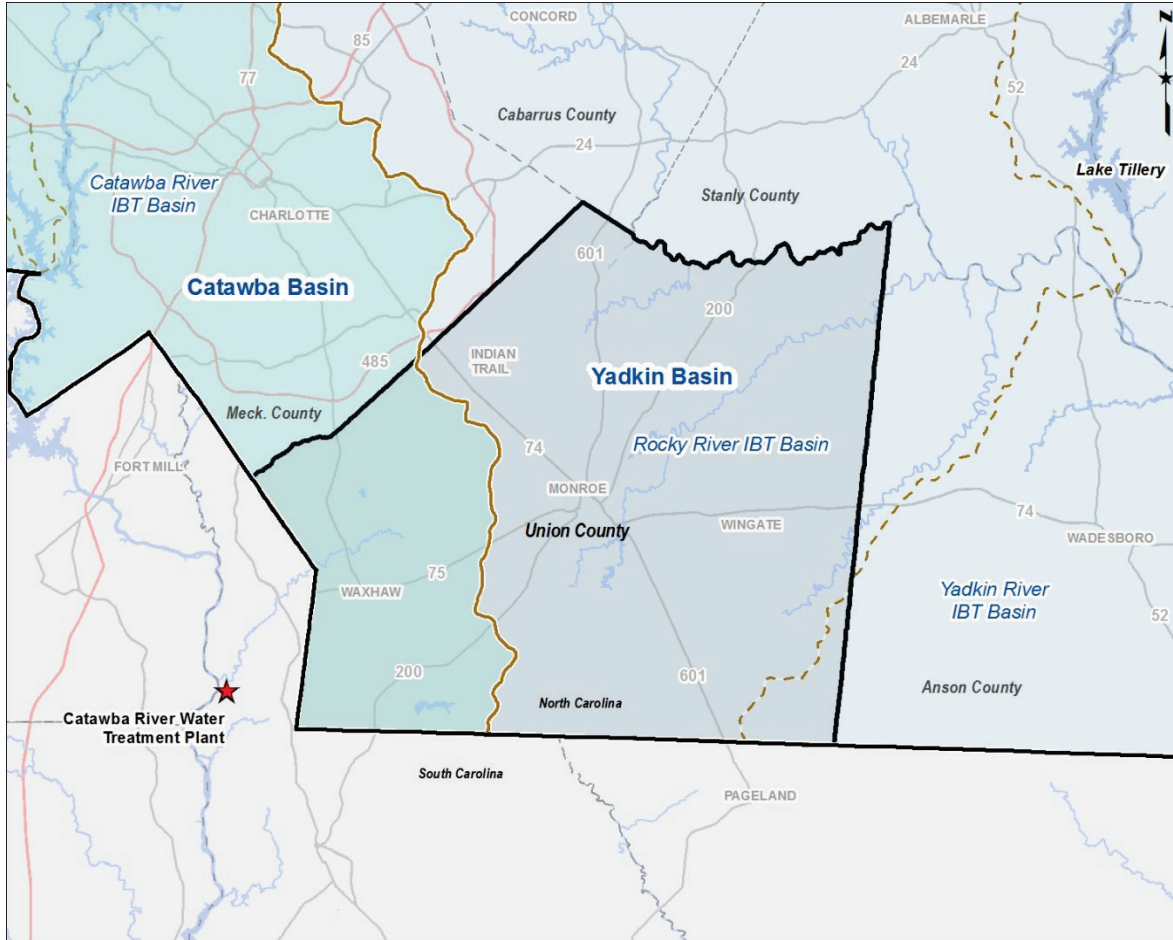 CONCORD
ALBEMARLE
N
85
24
77
52
Cabarrus County
24
Lake Tillery
Catawba River
IBT Basin
Stanly County
CHARLOTTE
601
Catawba Basin
200
INDIAN
TRAIL
485
Yadkin Basin
Meck. County
Rocky River IBT Basin
74
FORT MILL
MONROE
74
WINGATE
Union County
WADESBORO
75
WAXHAW
Yadkin River
IBT Basin
52
200
601
Anson County
North Carolina
Catawba River Water
Treatment Plant
South Carolina
PAGELAND